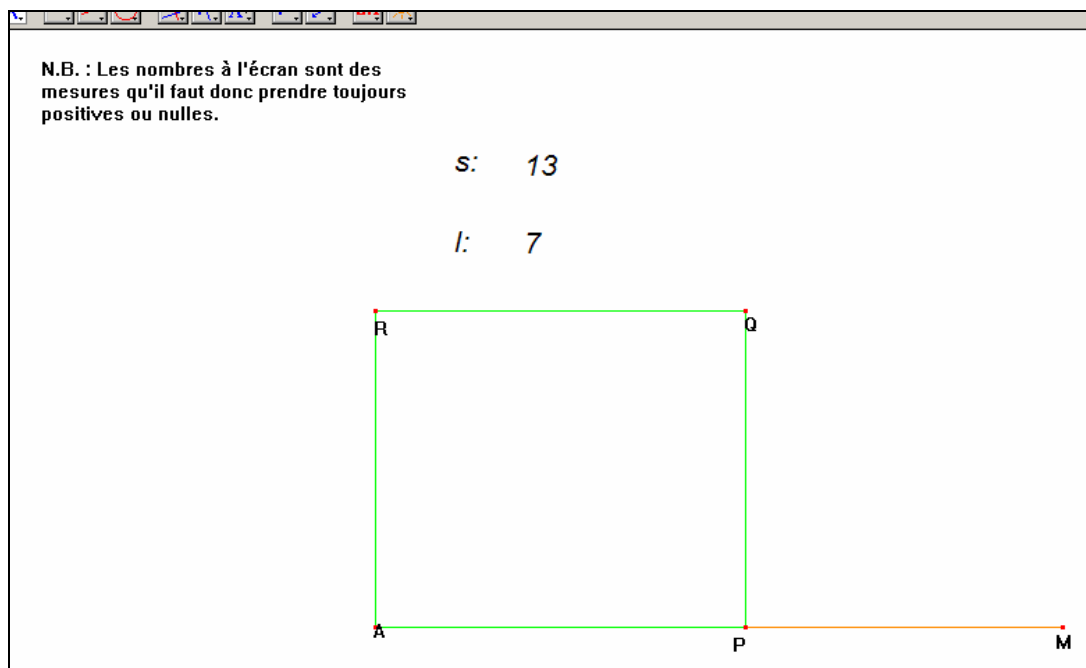 N.B. : Les nombres à l'écran sont des
mesures qu'il faut donc prendre toujours
positives ou nulles.
s: 13
l: 7
R
Q
A
P
M